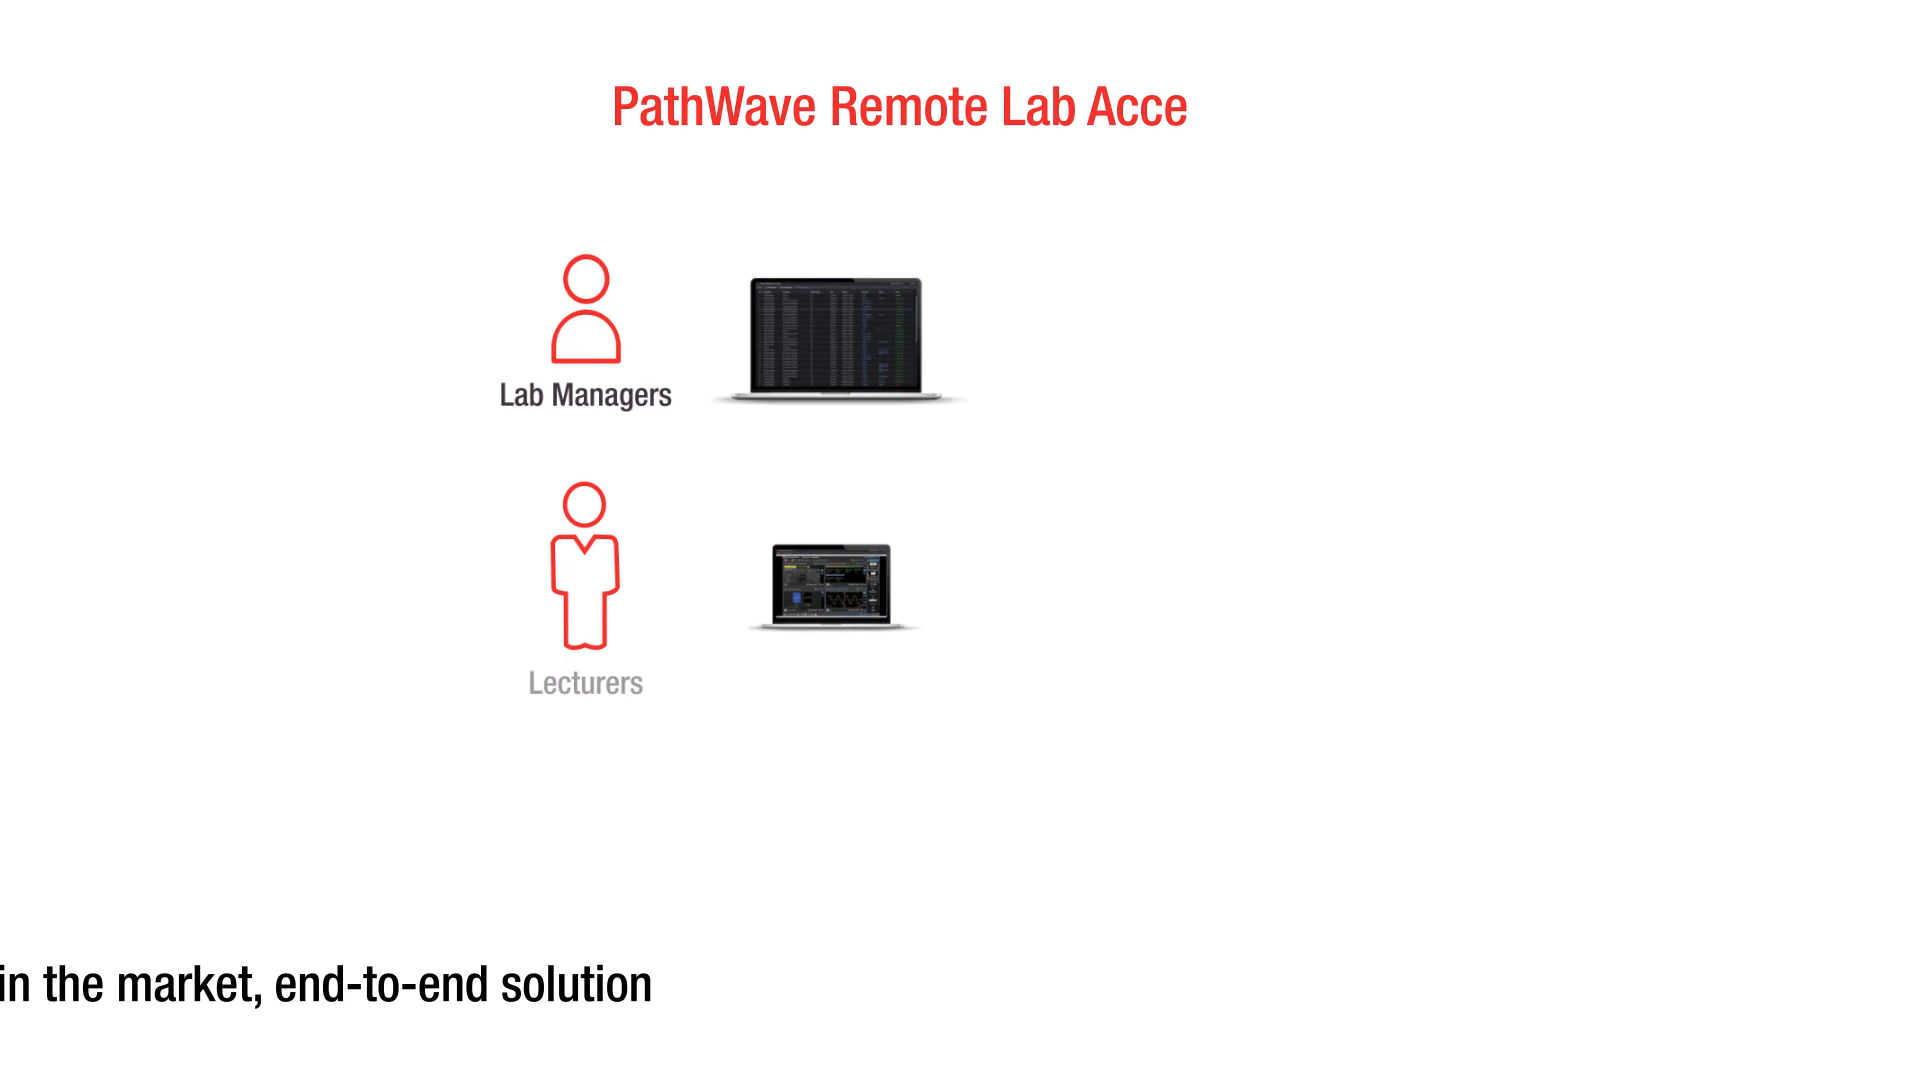 PathWave Remote Lab Acce
Lab Managers
Lecturers
in the market, end-to-end solution